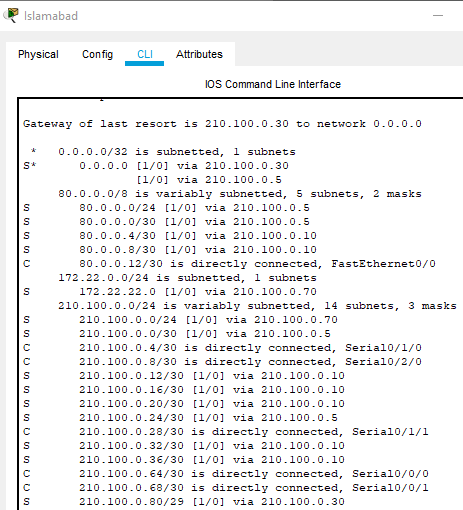 Islamabad
Physical Config CLI Attributes
IOS Command Line Interface
Gateway of last resort is 210.100.0.30 to network 0.0.0.0
* 0.0.0.0/32 is subnetted, 1 subnets
S* 0.0.0.0 [1/0] via 210.100.0.30
[1/0] via 210.100.0.5
80.0.0.0/8 is variably subnetted, 5 subnets, 2 masks
S 80.0.0.0/24 [1/0] via 210.100.0.5
S 80.0.0.0/30 [1/0] via 210.100.0.5
S 80.0.0.4/30 [1/0] via 210.100.0.10
S 80.0.0.8/30 [1/0] via 210.100.0.10
C 80.0.0.12/30 is directly connected, FastEthernet0/0
172.22.0.0/24 is subnetted, 1 subnets
S 172.22.22.0 [1/0] via 210.100.0.70
210.100.0.0/24 is variably subnetted, 14 subnets, 3 masks
S 210.100.0.0/24 [1/0] via 210.100.0.70
S 210.100.0.0/30 [1/0] via 210.100.0.5
C 210.100.0.4/30 is directly connected, Serial0/1/0
C 210.100.0.8/30 is directly connected, Serial0/2/0
S 210.100.0.12/30 [1/0] via 210.100.0.10
S 210.100.0.16/30 [1/0] via 210.100.0.10
S 210.100.0.20/30 [1/0] via 210.100.0.10
S 210.100.0.24/30 [1/0] via 210.100.0.5
C 210.100.0.28/30 is directly connected, Serial0/1/1
S 210.100.0.32/30 [1/0] via 210.100.0.10
S 210.100.0.36/30 [1/0] via 210.100.0.10
C 210.100.0.64/30 is directly connected, Serial0/0/0
C 210.100.0.68/30 is directly connected, Serial0/0/1
S 210.100.0.80/29 [1/0] via 210.100.0.30